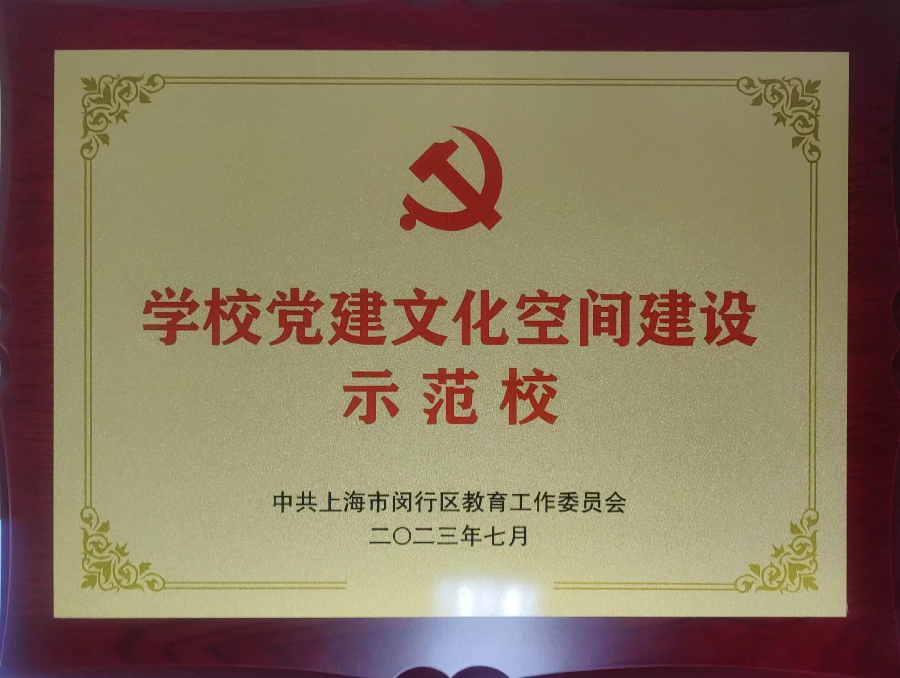 学校党建文化空间建设
示范校
中共上海市闵行区教育工作委员会
二〇二三年七月